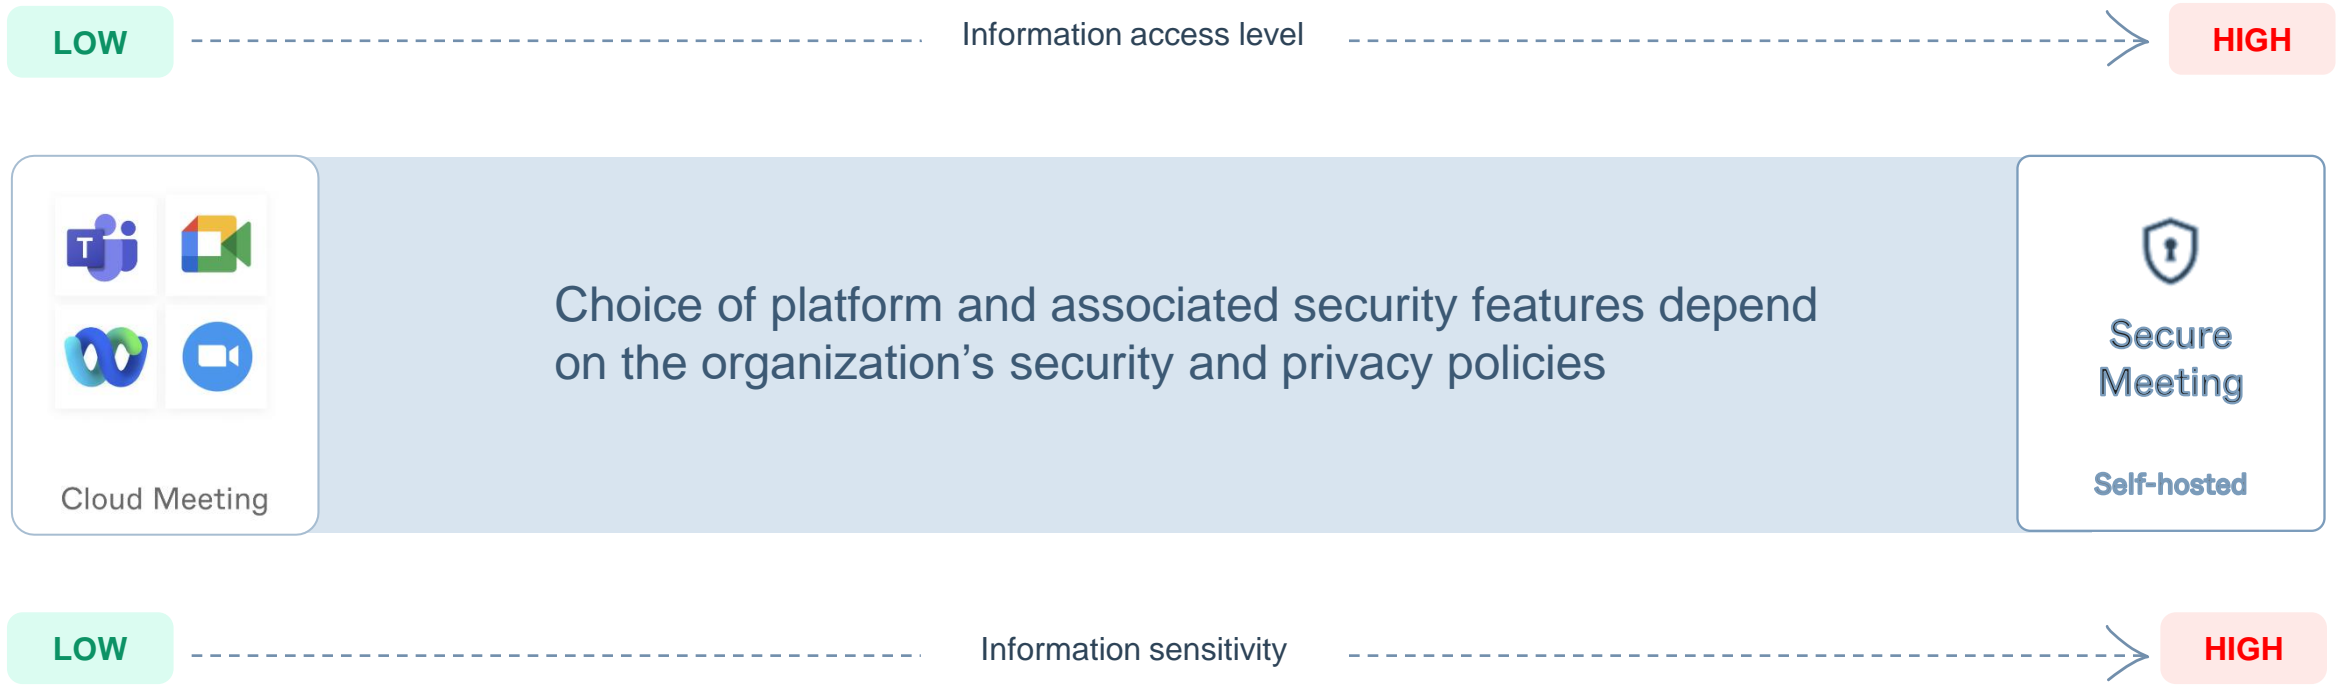 LOW
Information access level
HIGH
T
Choice of platform and associated security features depend
on the organization’s security and privacy policies
Cloud Meeting
Secure
Meeting
Self-hosted
LOW
Information sensitivity
HIGH